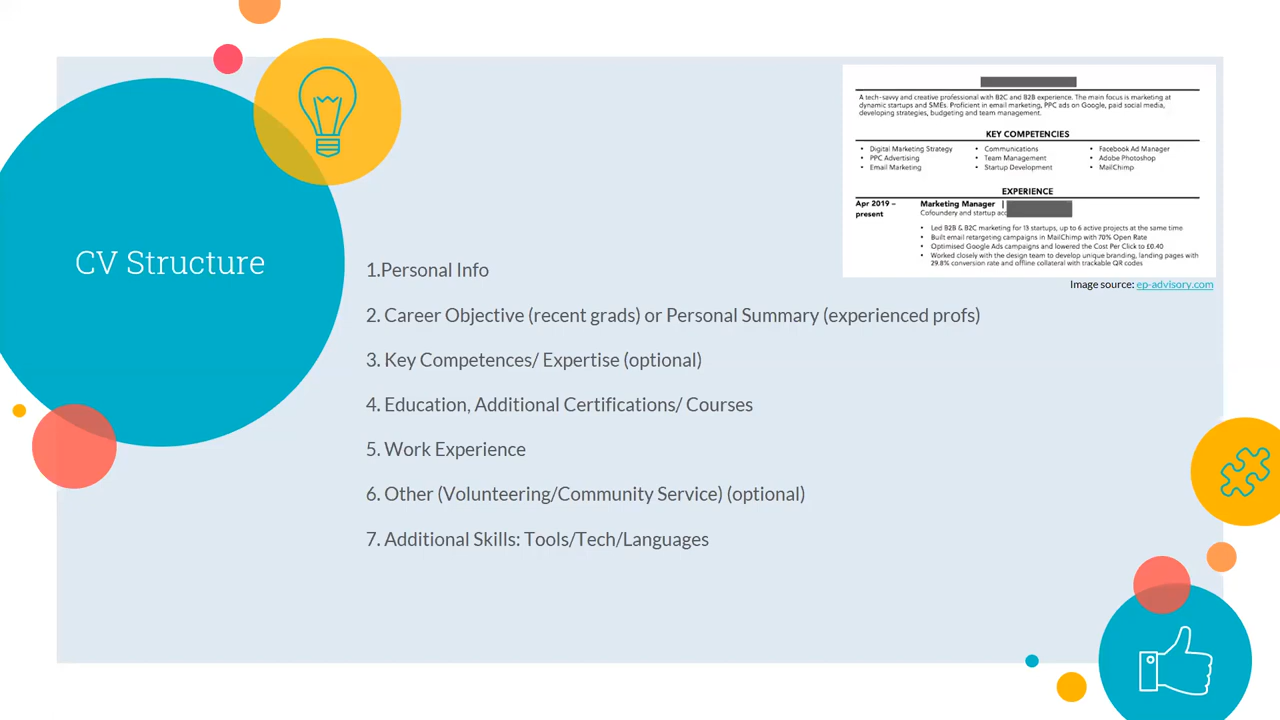 CV Structure
A tech-savvy and creative professional with B2C and B2B experience. The main focus is marketing at
dynamic startups and SMEs. Proficient in email marketing, PPC ads on Google, paid social media,
developing strategies, budgeting and team management.
KEY COMPETENCIES
• Digital Marketing Strategy • Communications • Facebook Ad Manager
• PPC Advertising • Team Management • Adobe Photoshop
• Email Marketing • Startup Development • MailChimp
EXPERIENCE
Apr 2019 – Marketing Manager |
present Cofoundery and startup
• Led B2B & B2C marketing for 13 startups, up to 6 active projects at the same time
• Built email retargeting campaigns in MailChimp with 70% Open Rate
• Optimised Google Ads campaigns and lowered the Cost Per Click to £0.40
• Worked closely with the design team to develop unique branding, landing pages with
29.8% conversion rate and offline collateral with trackable QR codes
Image source: ep-advisory.com
1.Personal Info
2. Career Objective (recent grads) or Personal Summary (experienced profs)
3. Key Competences/ Expertise (optional)
4. Education, Additional Certifications/ Courses
5. Work Experience
6. Other (Volunteering/Community Service) (optional)
7. Additional Skills: Tools/Tech/Languages